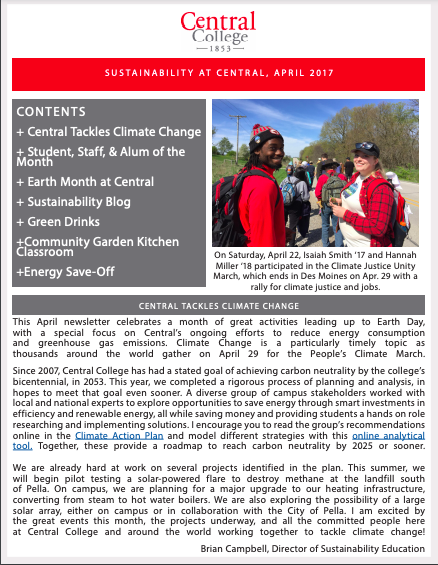 Central
College
1853
SUSTAINABILITY AT CENTRAL, APRIL 2017
CONTENTS
+ Central Tackles Climate Change
+ Student, Staff, & Alum of the
Month
+ Earth Month at Central
+ Sustainability Blog
+ Green Drinks
+Community Garden Kitchen
Classroom
+Energy Save-Off
On Saturday, April 22, Isaiah Smith '17 and Hannah
Miller '18 participated in the Climate Justice Unity
March, which ends in Des Moines on Apr. 29 with a
rally for climate justice and jobs.
CENTRAL TACKLES CLIMATE CHANGE
This April newsletter celebrates a month of great activities leading up to Earth Day,
with a special focus on Central's ongoing efforts to reduce energy consumption
and greenhouse gas emissions. Climate Change is a particularly timely topic as
thousands around the world gather on April 29 for the People's Climate March.
Since 2007, Central College has had a stated goal of achieving carbon neutrality by the college's
bicentennial, in 2053. This year, we completed a rigorous process of planning and analysis, in
hopes to meet that goal even sooner. A diverse group of campus stakeholders worked with
local and national experts to explore opportunities to save energy through smart investments in
efficiency and renewable energy, all while saving money and providing students a hands on role
researching and implementing solutions. I encourage you to read the group's recommendations
online in the Climate Action Plan and model different strategies with this online analytical
tool. Together, these provide a roadmap to reach carbon neutrality by 2025 or sooner.
We are already hard at work on several projects identified in the plan. This summer, we
will begin pilot testing a solar-powered flare to destroy methane at the landfill south
of Pella. On campus, we are planning for a major upgrade to our heating infrastructure,
converting from steam to hot water boilers. We are also exploring the possibility of a large
solar array, either on campus or in collaboration with the City of Pella. I am excited by
the great events this month, the projects underway, and all the committed people here
at Central College and around the world working together to tackle climate change!
Brian Campbell, Director of Sustainability Education